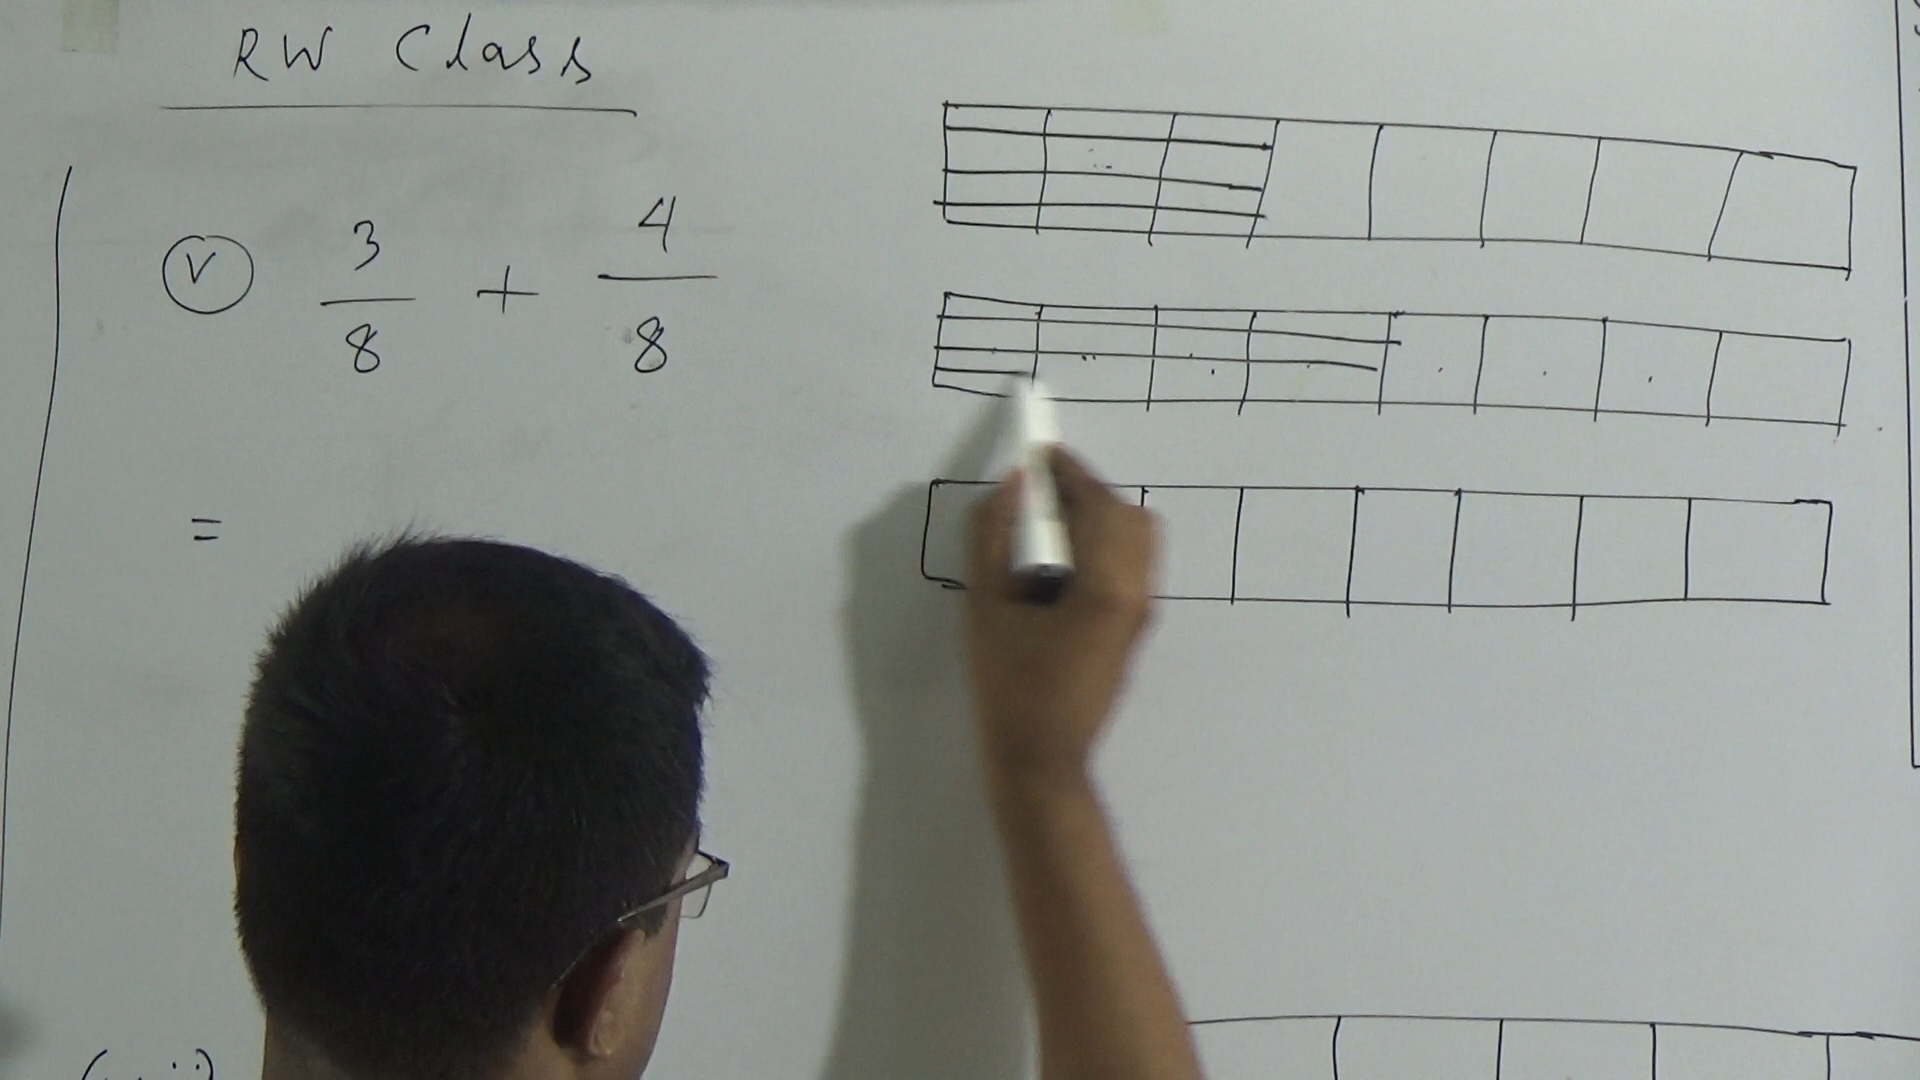 RW Class
(v) 3/8 + 4/8
=